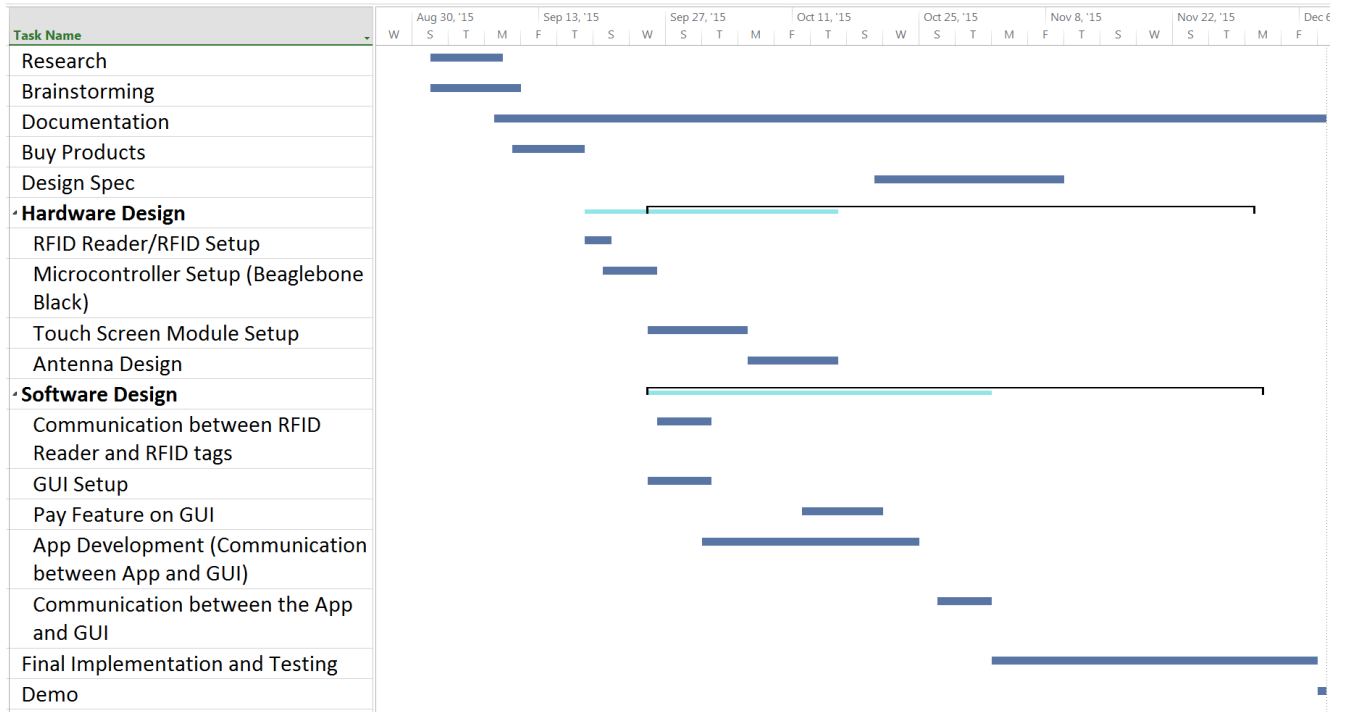 Aug 30, '15 Sep 13, '15 Sep 27, '15 Oct 11, '15 Oct 25, '15 Nov 8, '15 Nov 22, '15 Dec 6
Task Name W S T M F T S W S T M F T S W S T M F T S W S T M F
Research
Brainstorming
Documentation
Buy Products
Design Spec
Hardware Design
RFID Reader/RFID Setup
Microcontroller Setup (Beaglebone
Black)
Touch Screen Module Setup
Antenna Design
Software Design
Communication between RFID
Reader and RFID tags
GUI Setup
Pay Feature on GUI
App Development (Communication
between App and GUI)
Communication between the App
and GUI
Final Implementation and Testing
Demo